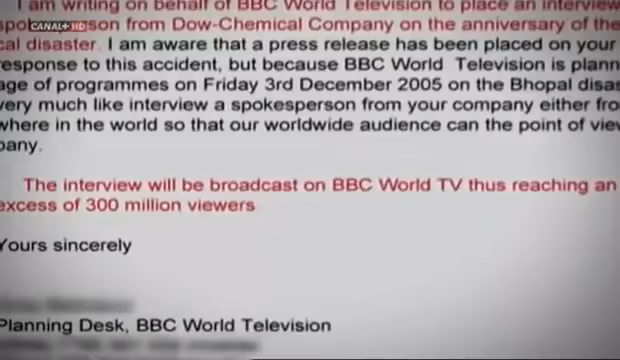 I am writing on behalf of BBC World Television to place an interview
spok CANAL+ HD son from Dow-Chemical Company on the anniversary of the
cal disaster. I am aware that a press release has been placed on your
response to this accident, but because BBC World Television is plann
age of programmes on Friday 3rd December 2005 on the Bhopal disas
very much like interview a spokesperson from your company either fro
where in the world so that our worldwide audience can the point of view
pany.
The interview will be broadcast on BBC World TV thus reaching an
excess of 300 million viewers
Yours sincerely
Planning Desk, BBC World Television